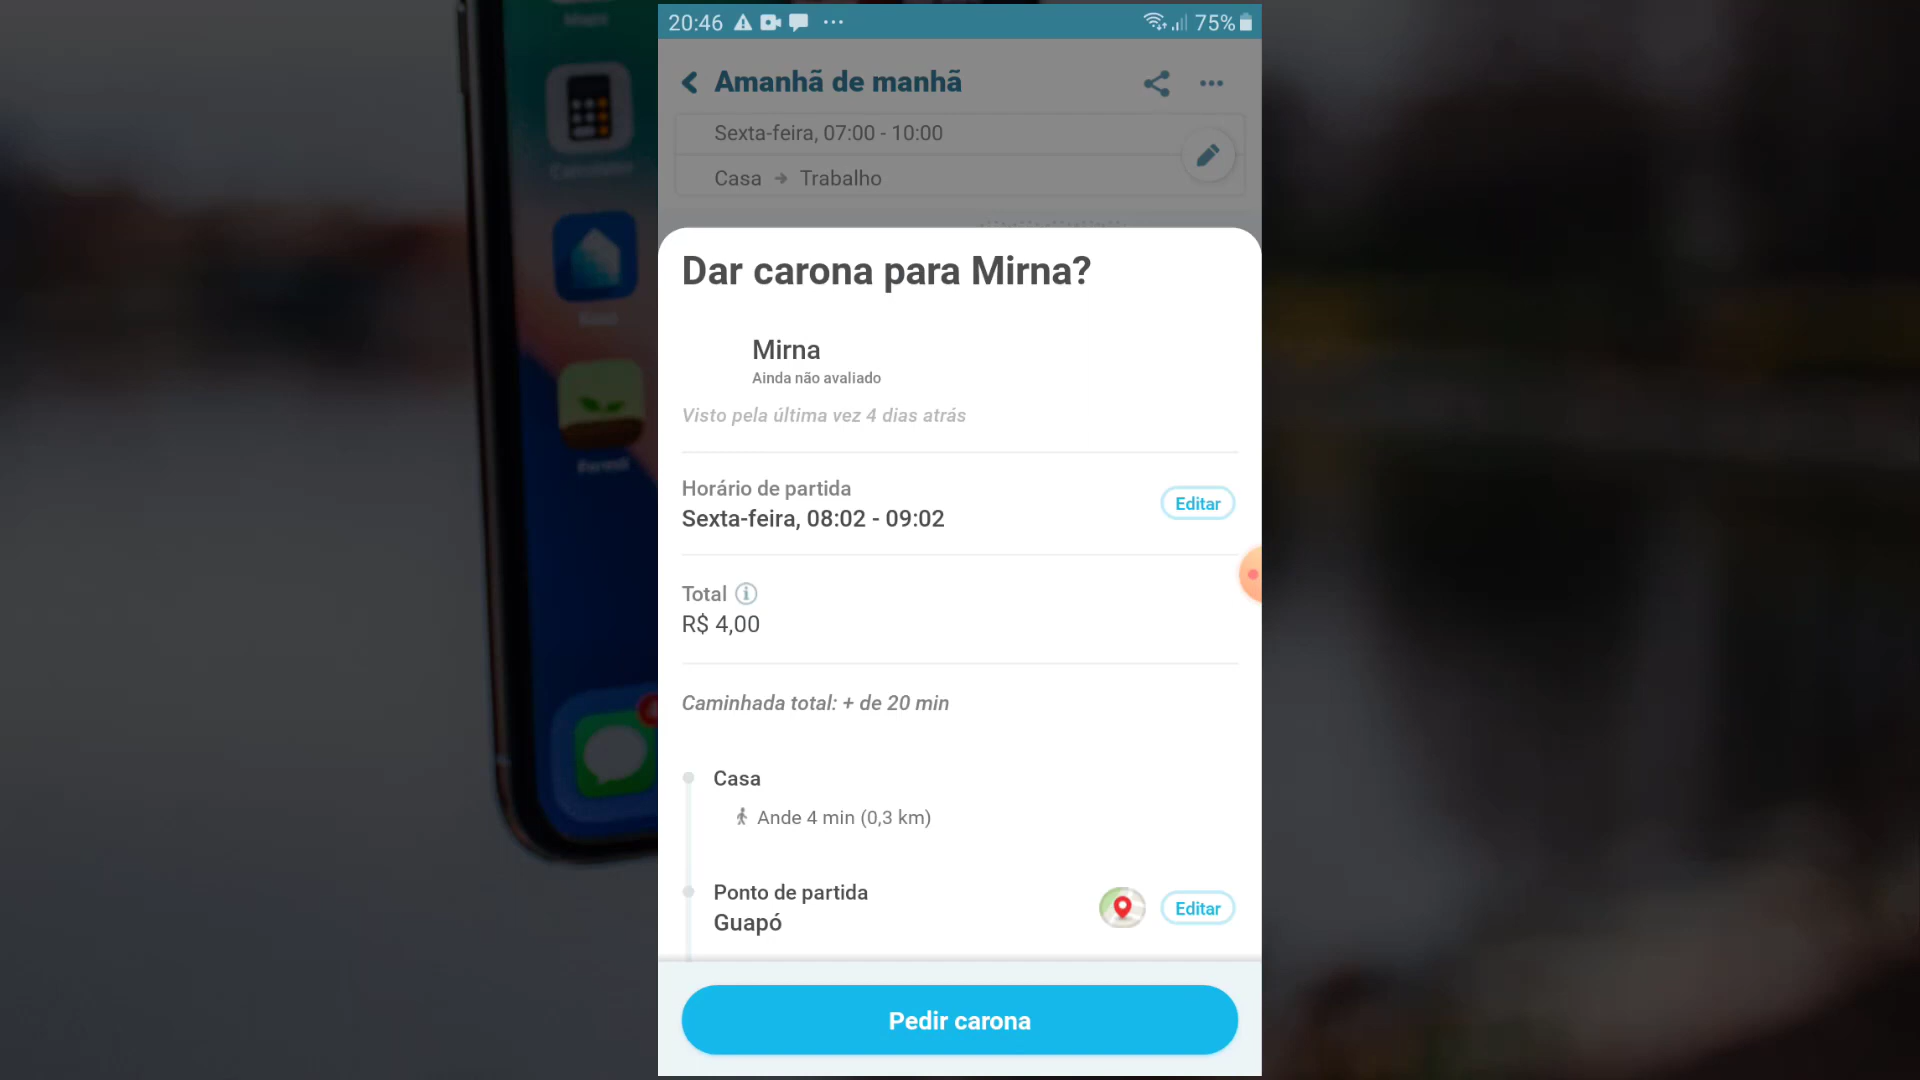 20:46
75%
Amanhã de manhã
Sexta-feira, 07:00 - 10:00
Casa → Trabalho
Dar carona para Mirna?
Mirna
Ainda não avaliado
Visto pela última vez 4 dias atrás
Horário de partida
Editar
Sexta-feira, 08:02 - 09:02
Total
R$ 4,00
Caminhada total: + de 20 min
Casa
Ande 4 min (0,3 km)
Ponto de partida
Guapó
Editar
Pedir carona